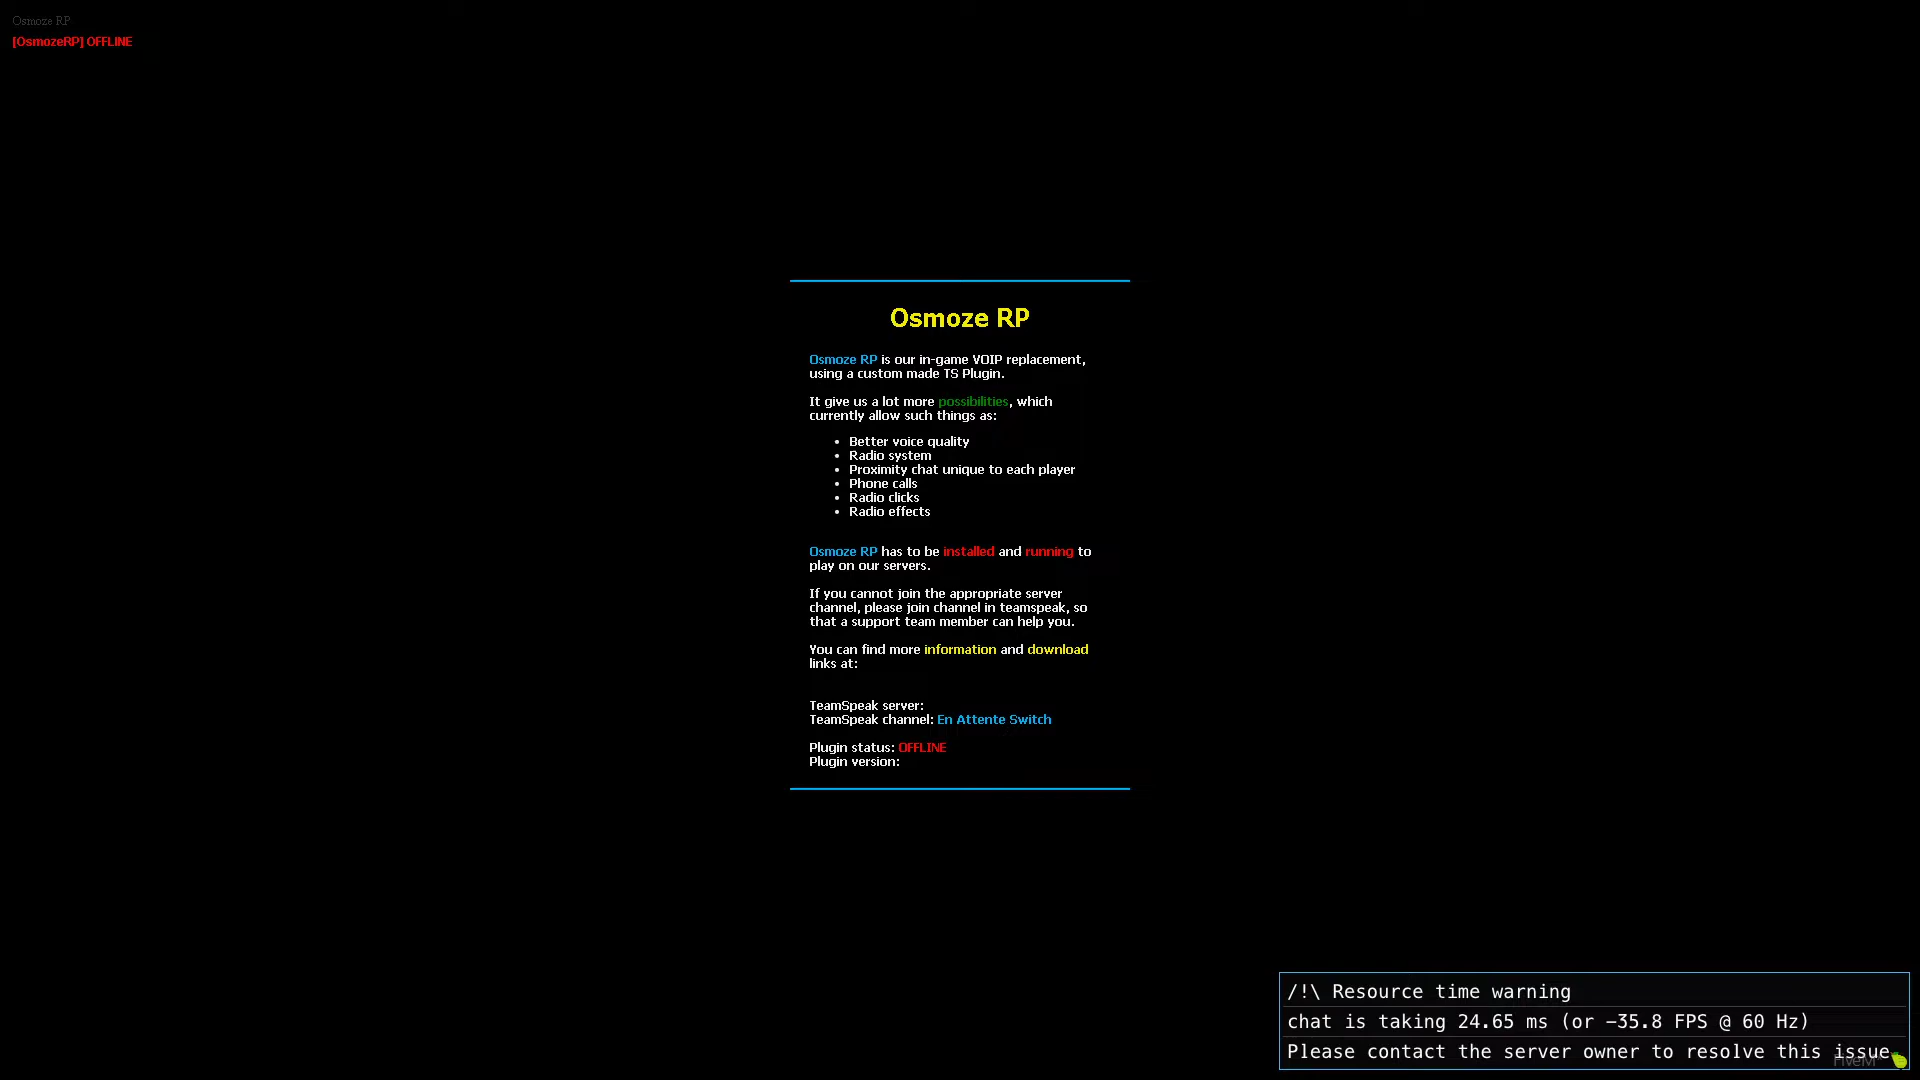 Osmoze RP
[OsmozeRP] OFFLINE
Osmoze RP
Osmoze RP is our in-game VOIP replacement,
using a custom made TS Plugin.
It give us a lot more possibilities, which
currently allow such things as:
• Better voice quality
• Radio system
• Proximity chat unique to each player
• Phone calls
• Radio clicks
• Radio effects
Osmoze RP has to be installed and running to
play on our servers.
If you cannot join the appropriate server
channel, please join channel in teamspeak, so
that a support team member can help you.
You can find more information and download
links at:
TeamSpeak server:
TeamSpeak channel: En Attente Switch
Plugin status: OFFLINE
Plugin version:
/!\ Resource time warning
chat is taking 24.65 ms (or -35.8 FPS @ 60 Hz)
Please contact the server owner to resolve this issue.
FiveM